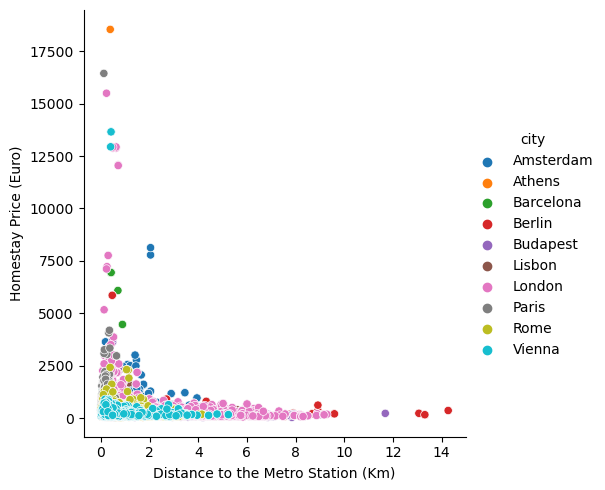 17500
15000
12500
10000
7500
5000
2500
0
Homestay Price (Euro)
0 2 4 6 8 10 12 14
Distance to the Metro Station (Km)
city
Amsterdam
Athens
Barcelona
Berlin
Budapest
Lisbon
London
Paris
Rome
Vienna